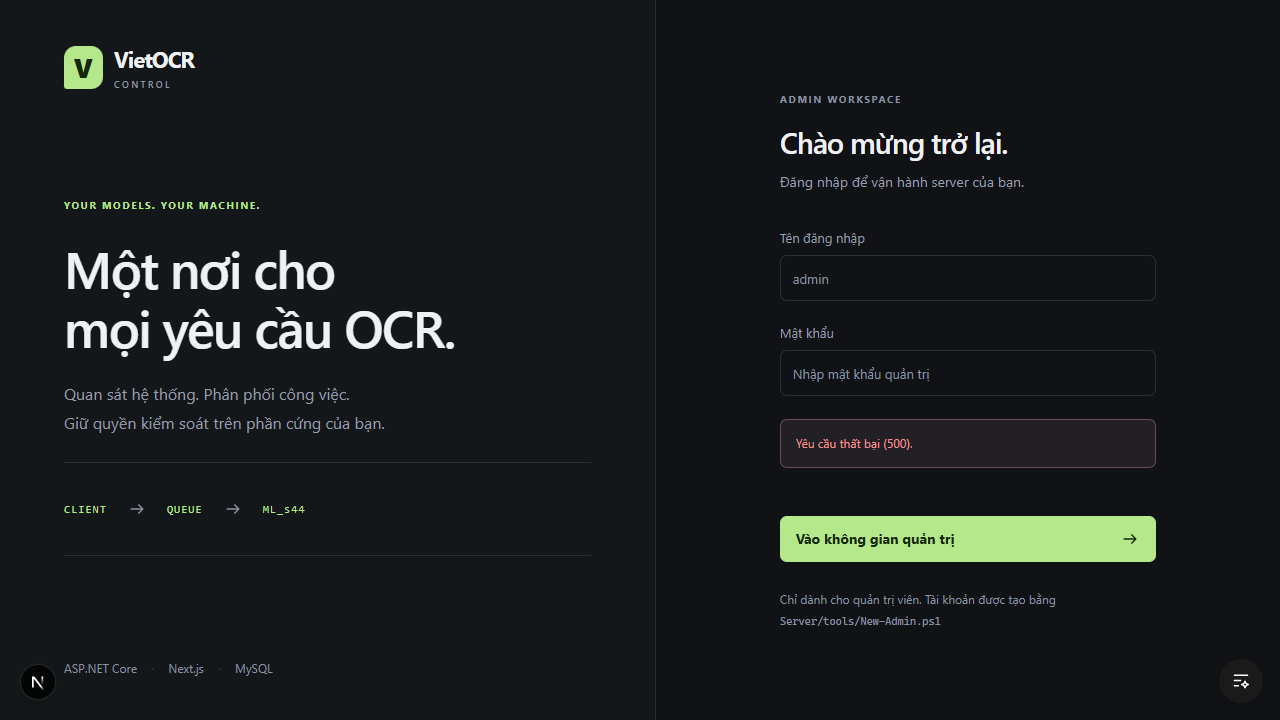 V
VietOCR
CONTROL
YOUR MODELS. YOUR MACHINE.
Một nơi cho
mọi yêu cầu OCR.
Quan sát hệ thống. Phân phối công việc.
Giữ quyền kiểm soát trên phần cứng của bạn.
CLIENT → QUEUE → ML_s44
ASP.NET Core · Next.js · MySQL
N
ADMIN WORKSPACE
Chào mừng trở lại.
Đăng nhập để vận hành server của bạn.
Tên đăng nhập
admin
Mật khẩu
Nhập mật khẩu quản trị
Yêu cầu thất bại (500).
Vào không gian quản trị →
Chỉ dành cho quản trị viên. Tài khoản được tạo bằng
Server/tools/New-Admin.ps1